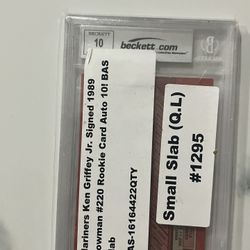 BECKETT
10
beckett.com
Mariners Ken Griffey Jr. Signed 1989
Bowman #220 Rookie Card Auto 10! BAS
Slab
BAS-16164422QTY
Small Slab (Q.L)
#1295